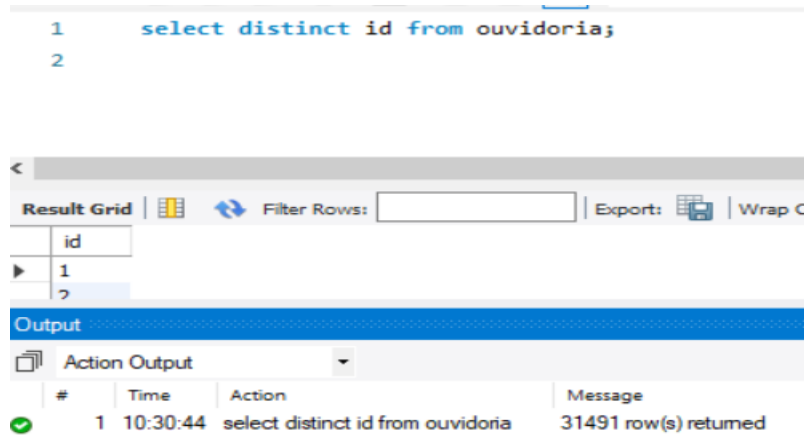 1 select distinct id from ouvidoria;
2
Result Grid Filter Rows: Export: Wrap C
id
1
2
Output
Action Output
# Time Action Message
1 10:30:44 select distinct id from ouvidoria 31491 row(s) returned